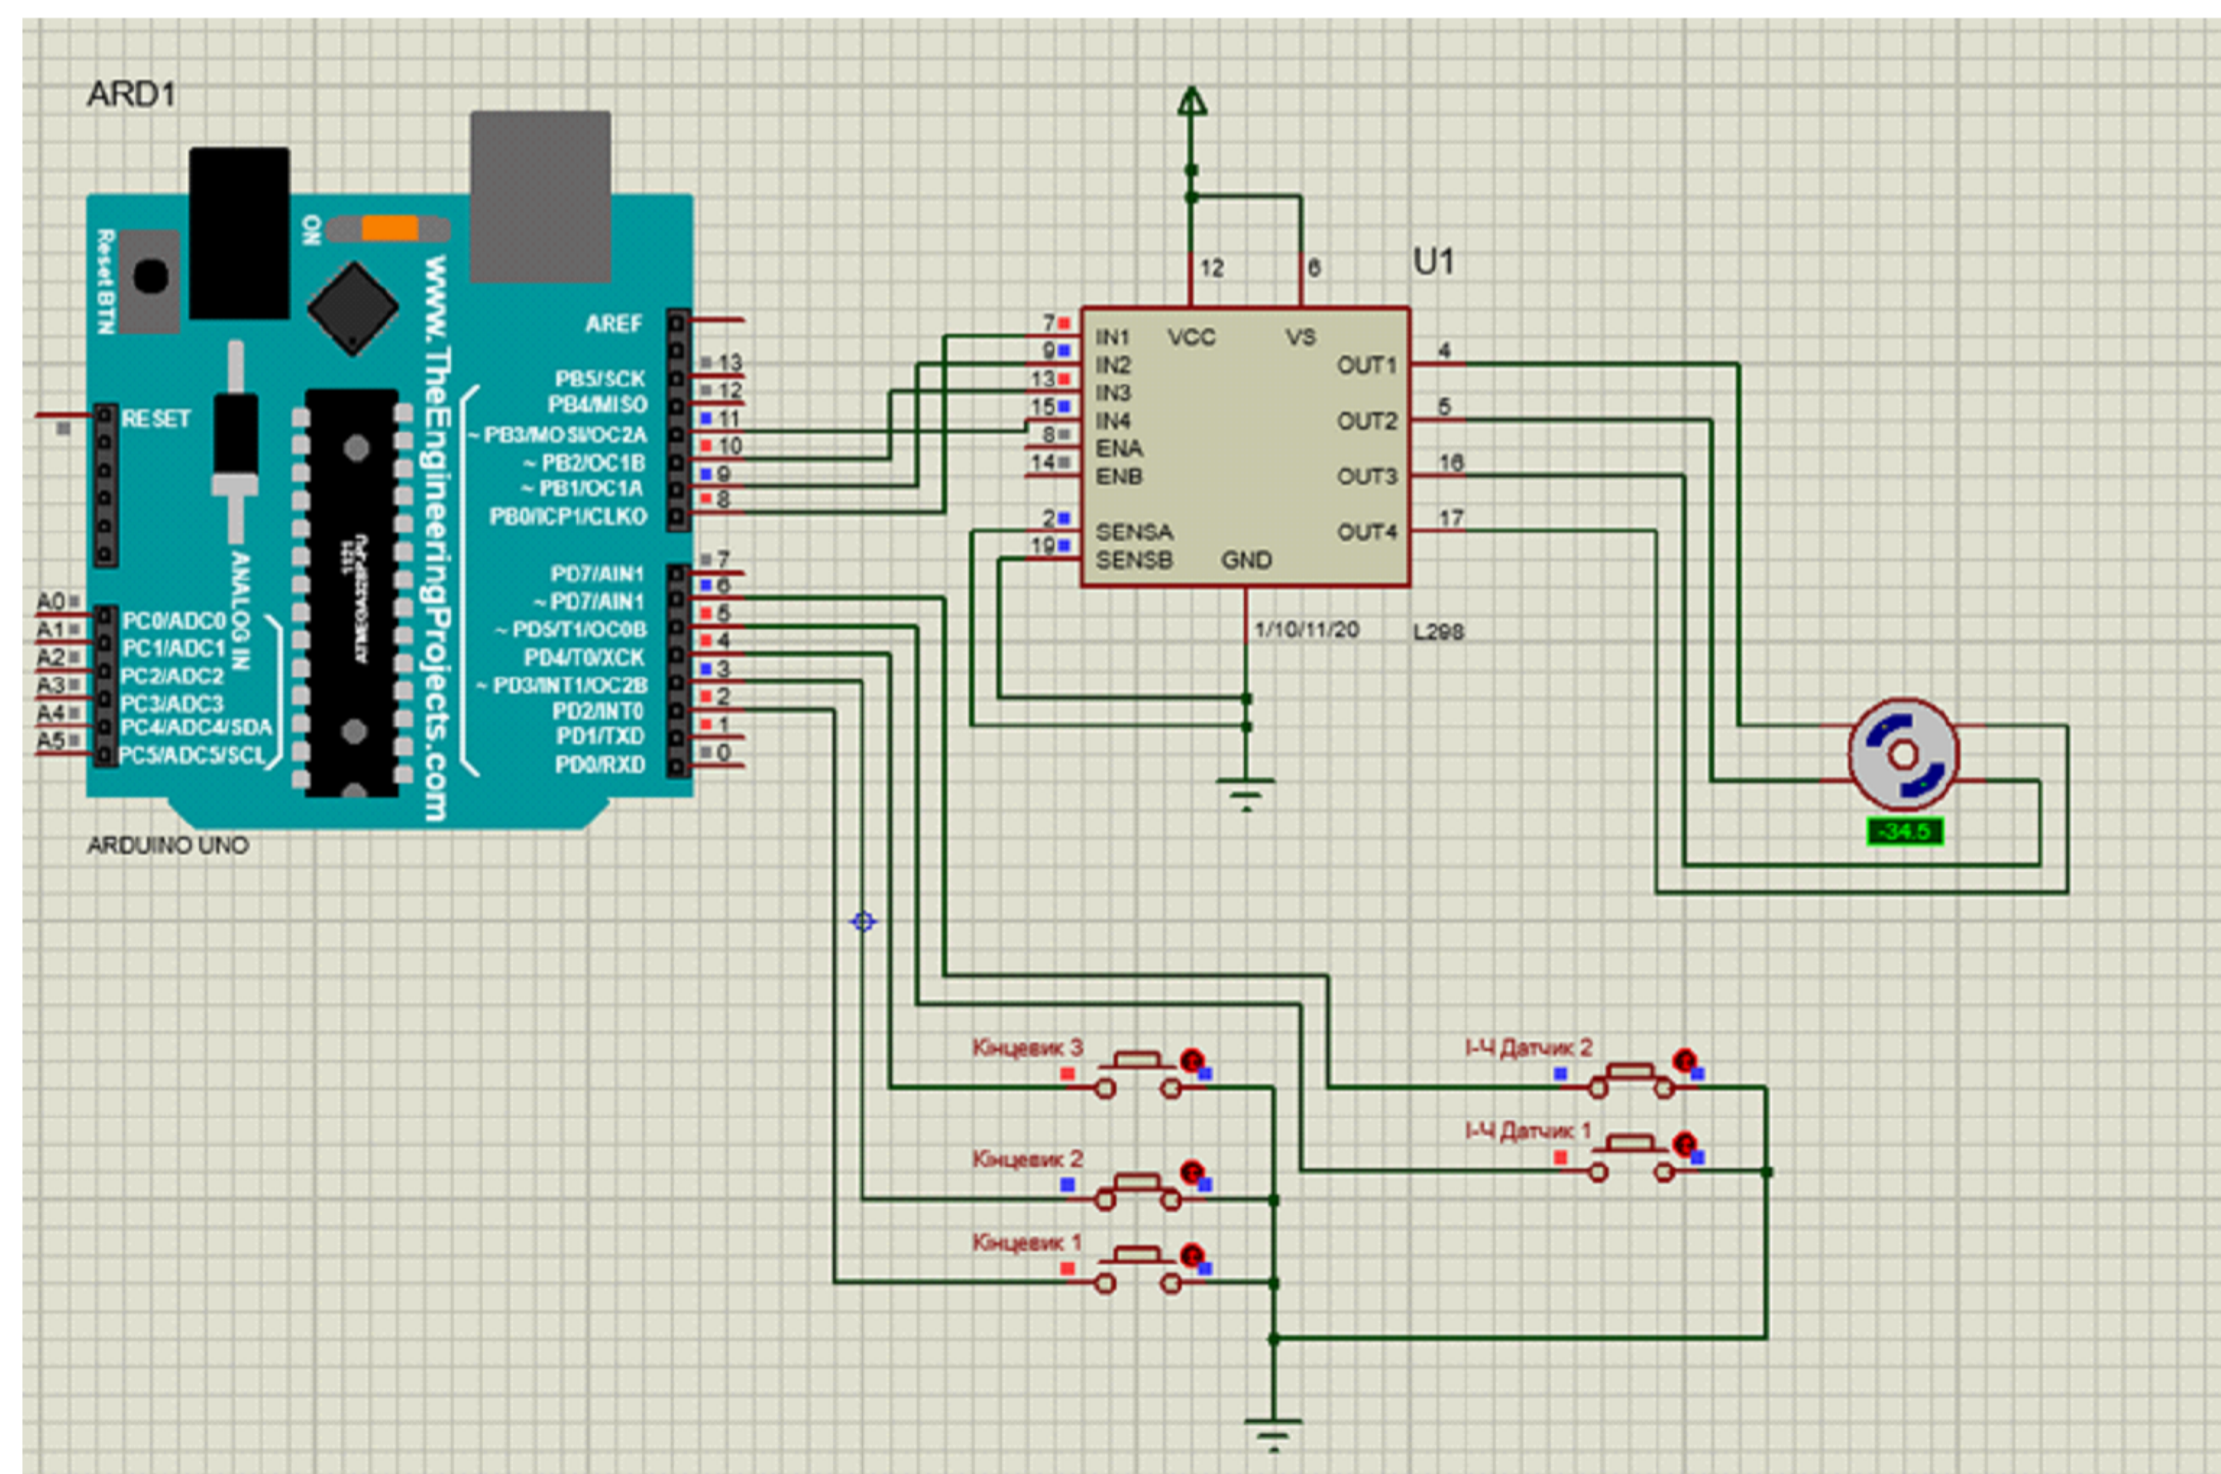 ARD1
ON
Reset BTN
www.TheEngineeringProjects.com
RESET
ANALOG IN
1121
A0
A1
A2
A3
A4
A5
PC0/ADC0
PC1/ADC1
PC2/ADC2
PC3/ADC3
PC4/ADC4/SDA
PC5/ADC5/SCL
AREF
PB5/SCK 13
PB4/MISO 12
~ PB3/MOSI/OC2A 11
~ PB2/OC1B 10
~ PB1/OC1A 9
PB0/ICP1/CLKO 8
PD7/AIN1 7
~ PD7/AIN1 6
~ PD5/T1/OC0B 5
PD4/T0/XCK 4
~ PD3/INT1/OC2B 3
PD2/INT0 2
PD1/TXD 1
PD0/RXD 0
ARDUINO UNO
U1
12 6
VCC VS
7 IN1
9 IN2
13 IN3
15 IN4
8 ENA
14 ENB
2 SENSA
19 SENSB
GND
OUT1 4
OUT2 5
OUT3 16
OUT4 17
1/10/11/20
L298
-34.5
Кінцевик 3
Кінцевик 2
Кінцевик 1
І-Ч Датчик 2
І-Ч Датчик 1